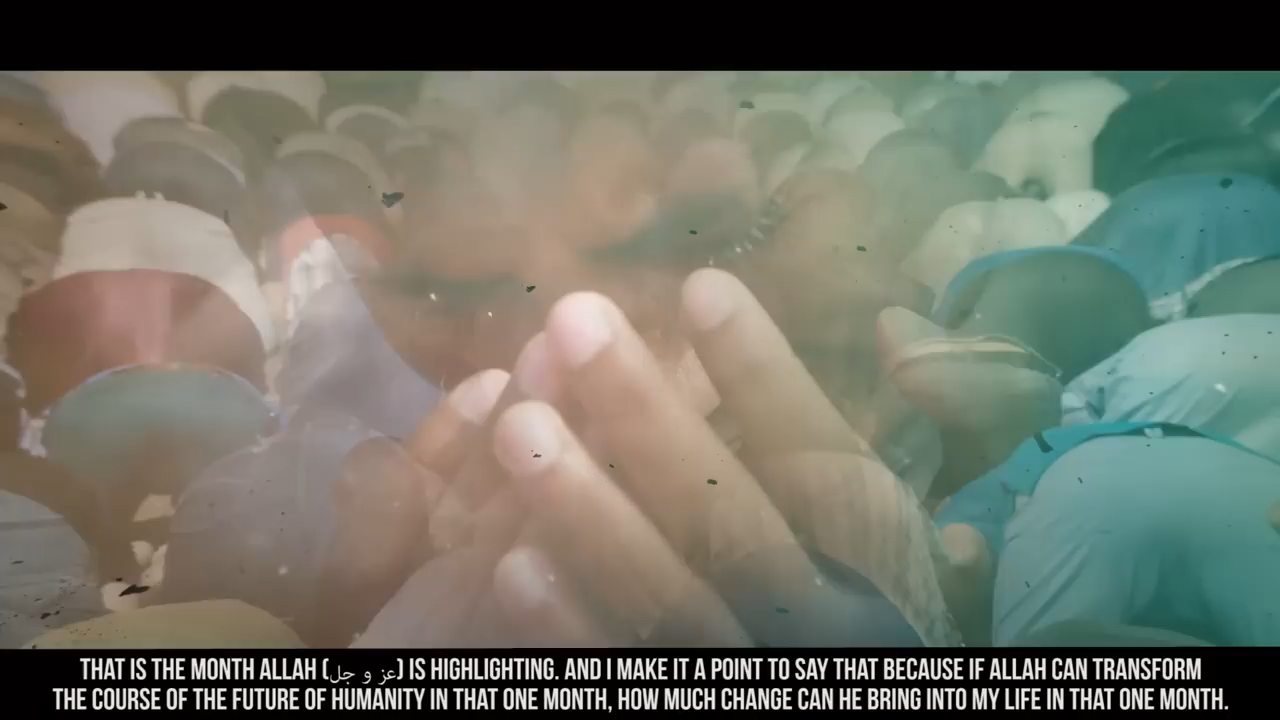 THAT IS THE MONTH ALLAH (عز و جل) IS HIGHLIGHTING. AND I MAKE IT A POINT TO SAY THAT BECAUSE IF ALLAH CAN TRANSFORM
THE COURSE OF THE FUTURE OF HUMANITY IN THAT ONE MONTH, HOW MUCH CHANGE CAN HE BRING INTO MY LIFE IN THAT ONE MONTH.